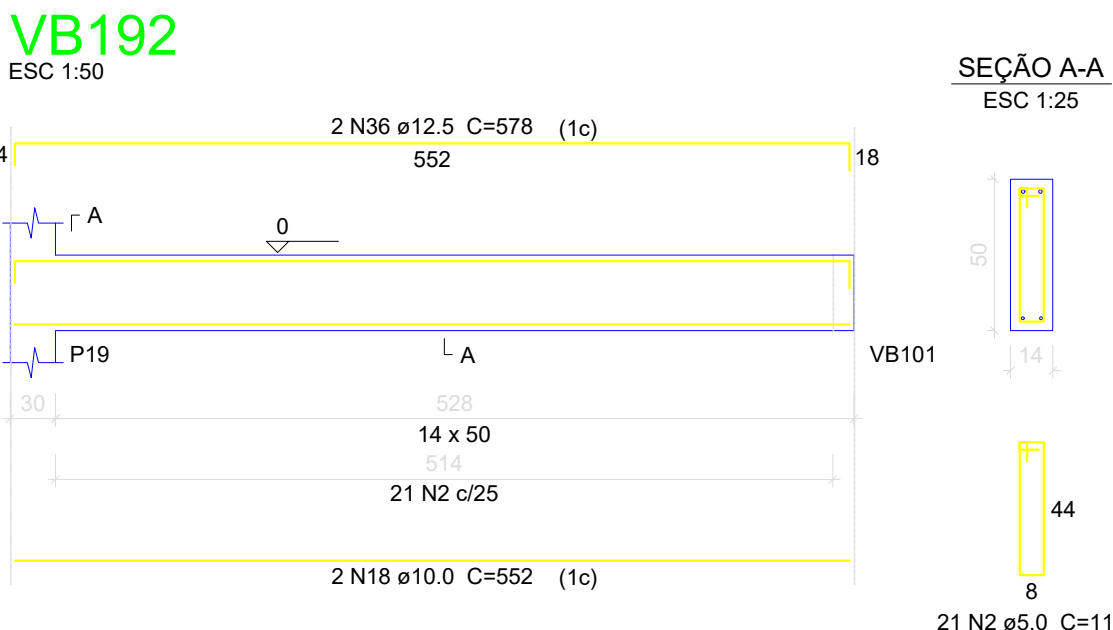 VB192
ESC 1:50
SEÇÃO A-A
ESC 1:25
2 N36 ø12.5 C=578 (1c)
4
552
18
A
0
50
P19
A
VB101
14
30
528
14 x 50
514
21 N2 c/25
44
2 N18 ø10.0 C=552 (1c)
8
21 N2 ø5.0 C=11